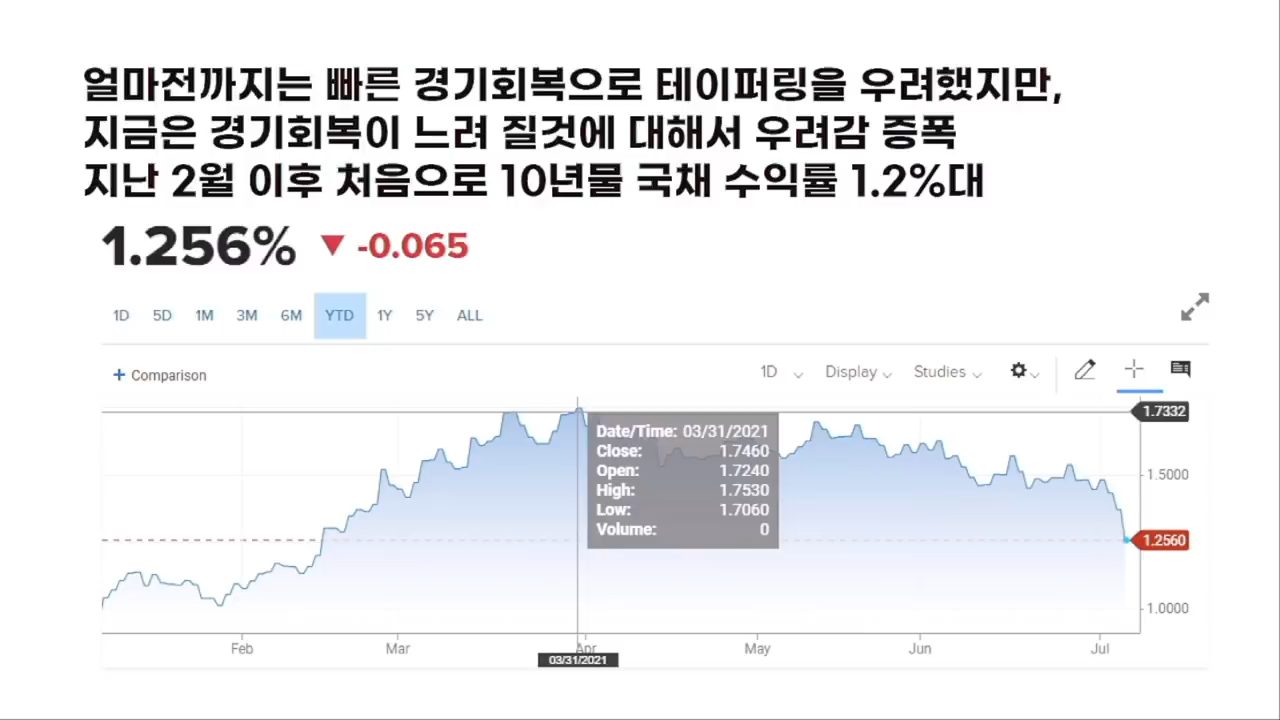 얼마전까지는 빠른 경기회복으로 테이퍼링을 우려했지만,
지금은 경기회복이 느려 질것에 대해서 우려감 증폭
지난 2월 이후 처음으로 10년물 국채 수익률 1.2%대
1.256% ▼ -0.065
1D 5D 1M 3M 6M YTD 1Y 5Y ALL
+ Comparison 1D Display Studies
1.7332
Date/Time: 03/31/2021
Close: 1.7460
Open: 1.7240
High: 1.7530
Low: 1.7060
Volume: 0
1.5000
1.2560
1.0000
Feb Mar Apr May Jun Jul
03/31/2021